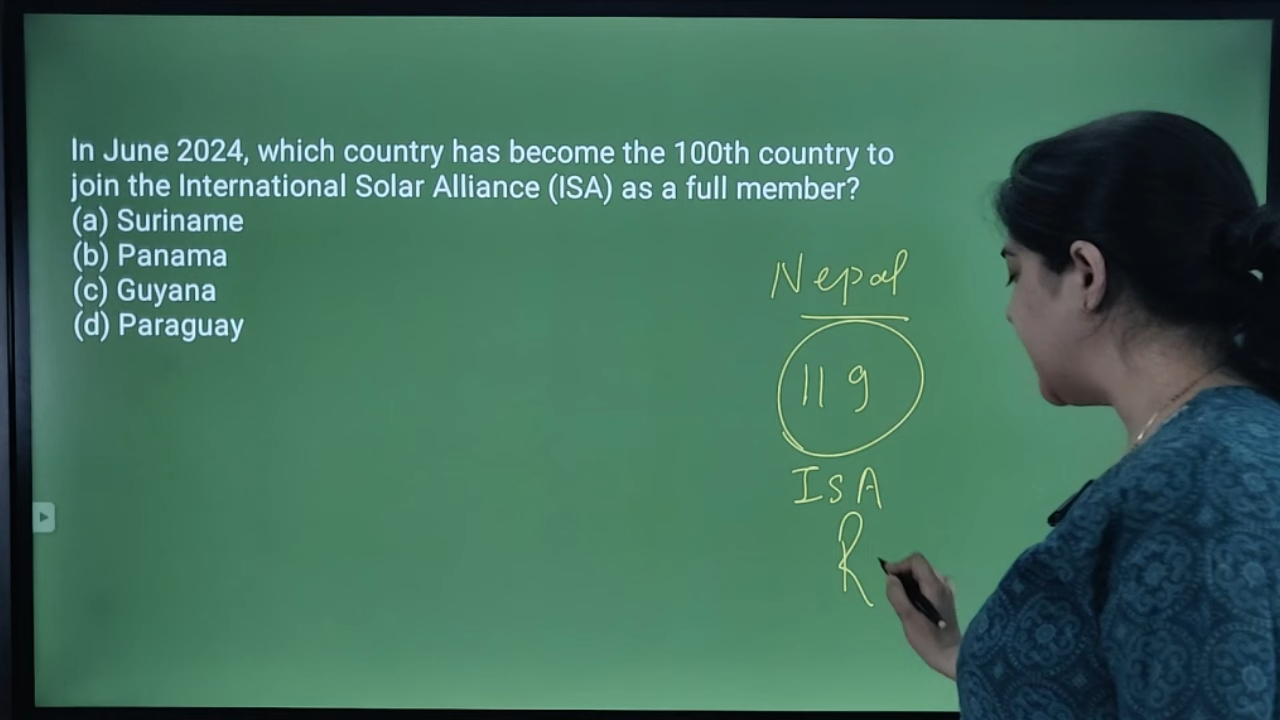 In June 2024, which country has become the 100th country to
join the International Solar Alliance (ISA) as a full member?
(a) Suriname
(b) Panama
(c) Guyana
(d) Paraguay
Nepal
119
ISA
R